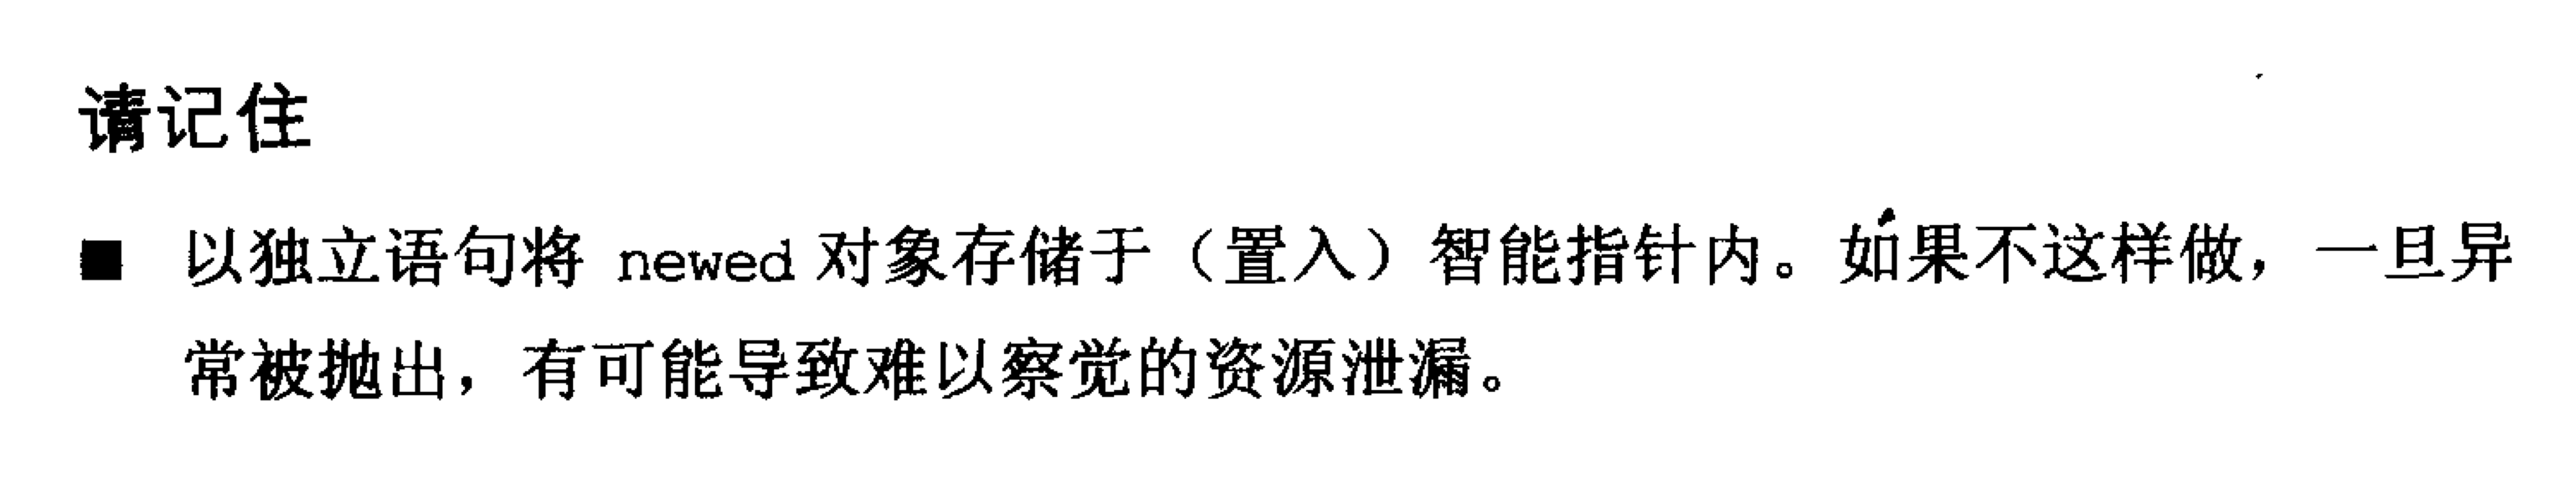 请记住
■ 以独立语句将 newed 对象存储于（置入）智能指针内。如果不这样做，一旦异
常被抛出，有可能导致难以察觉的资源泄漏。